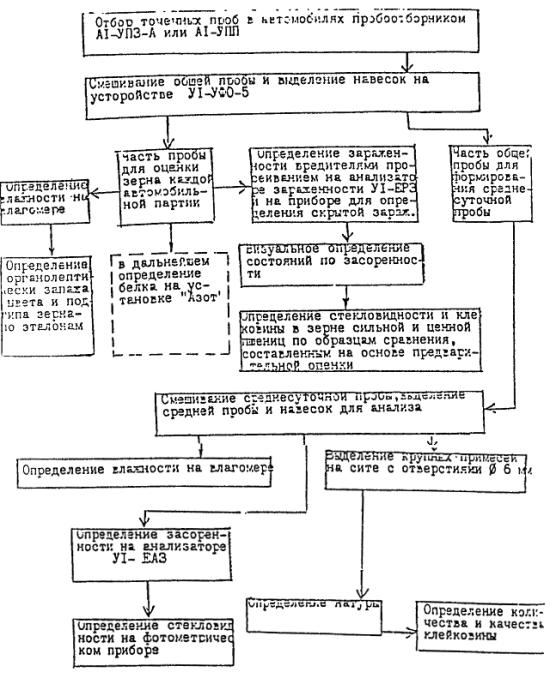 Отбор точечных проб в автомобилях пробоотборником
АI-УПЗ-А или АI-УПП
Смешивание общей пробы и выделение навесок на
усторойстве УI-УФО-5
Часть пробы
для оценки
зерна каждой
автомобиль-
ной партии
Определение заражен-
ности вредителями про-
сеиванием на анализато-
ре зараженности УI-ЕРЗ
и на приборе для опре-
деления скрытой зараж.
Часть общей
пробы для
формирова-
ния средне-
суточной
пробы
Определение
влажности на
влагомере
Определение
органолепти-
чески запаха
цвета и под-
типа зерна
по эталонам
в дальнейшем
определение
белка на ус-
тановке "Азот"
Визуальное определение
состояний по засоренно-
сти
Определение стекловидности и клей-
ковины в зерне сильной и ценной
пшениц по образцам сравнения,
составленным на основе предвари-
тельной оценки
Смешивание среднесуточной пробы, выделение
средней пробы и навесок для анализа
Определение влажности на влагомере
Выделение крупных примесей
на сите с отверстиями Ø 6 мм
Определение засорен-
ности на анализаторе
УI- ЕАЗ
Определение натуры
Определение коли-
чества и качества
клейковины
Определение стекловид
ности на фотометричес
ком приборе